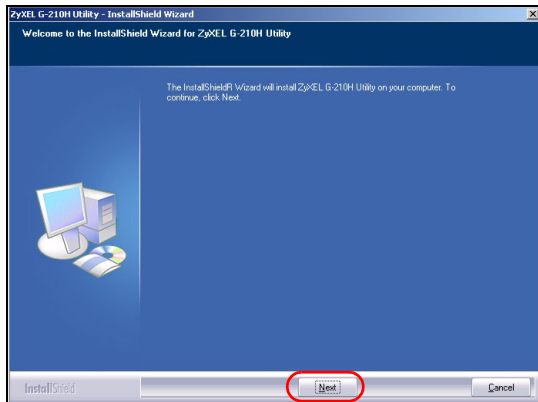 ZyXEL G-210H Utility - InstallShield Wizard
Welcome to the InstallShield Wizard for ZyXEL G-210H Utility
The InstallShieldR Wizard will install ZyXEL G-210H Utility on your computer. To
continue, click Next.
InstallShield
Next
Cancel